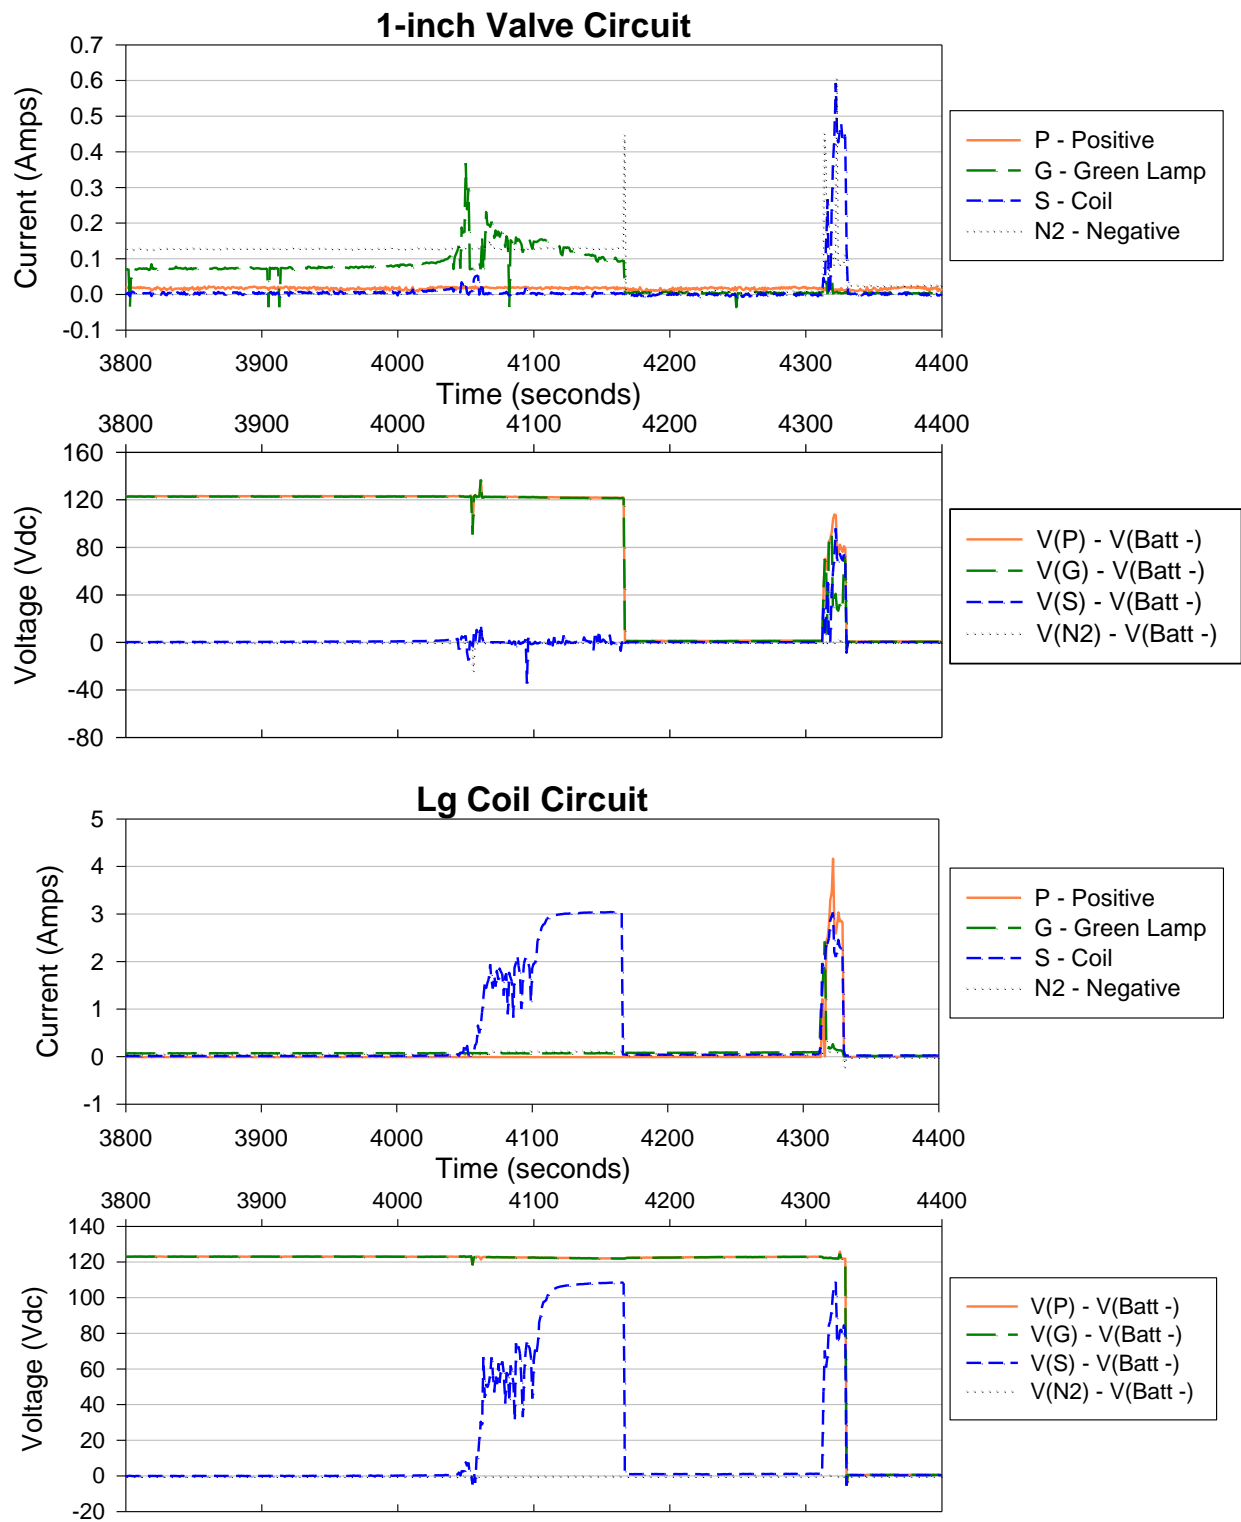 1-inch Valve Circuit
Current (Amps)
0.7
0.6
0.5
0.4
0.3
0.2
0.1
0.0
-0.1
3800 3900 4000 4100 4200 4300 4400
Time (seconds)
P - Positive
G - Green Lamp
S - Coil
N2 - Negative
3800 3900 4000 4100 4200 4300 4400
Voltage (Vdc)
160
120
80
40
0
-40
-80
V(P) - V(Batt -)
V(G) - V(Batt -)
V(S) - V(Batt -)
V(N2) - V(Batt -)
Lg Coil Circuit
Current (Amps)
5
4
3
2
1
0
-1
3800 3900 4000 4100 4200 4300 4400
Time (seconds)
P - Positive
G - Green Lamp
S - Coil
N2 - Negative
3800 3900 4000 4100 4200 4300 4400
Voltage (Vdc)
140
120
100
80
60
40
20
0
-20
V(P) - V(Batt -)
V(G) - V(Batt -)
V(S) - V(Batt -)
V(N2) - V(Batt -)